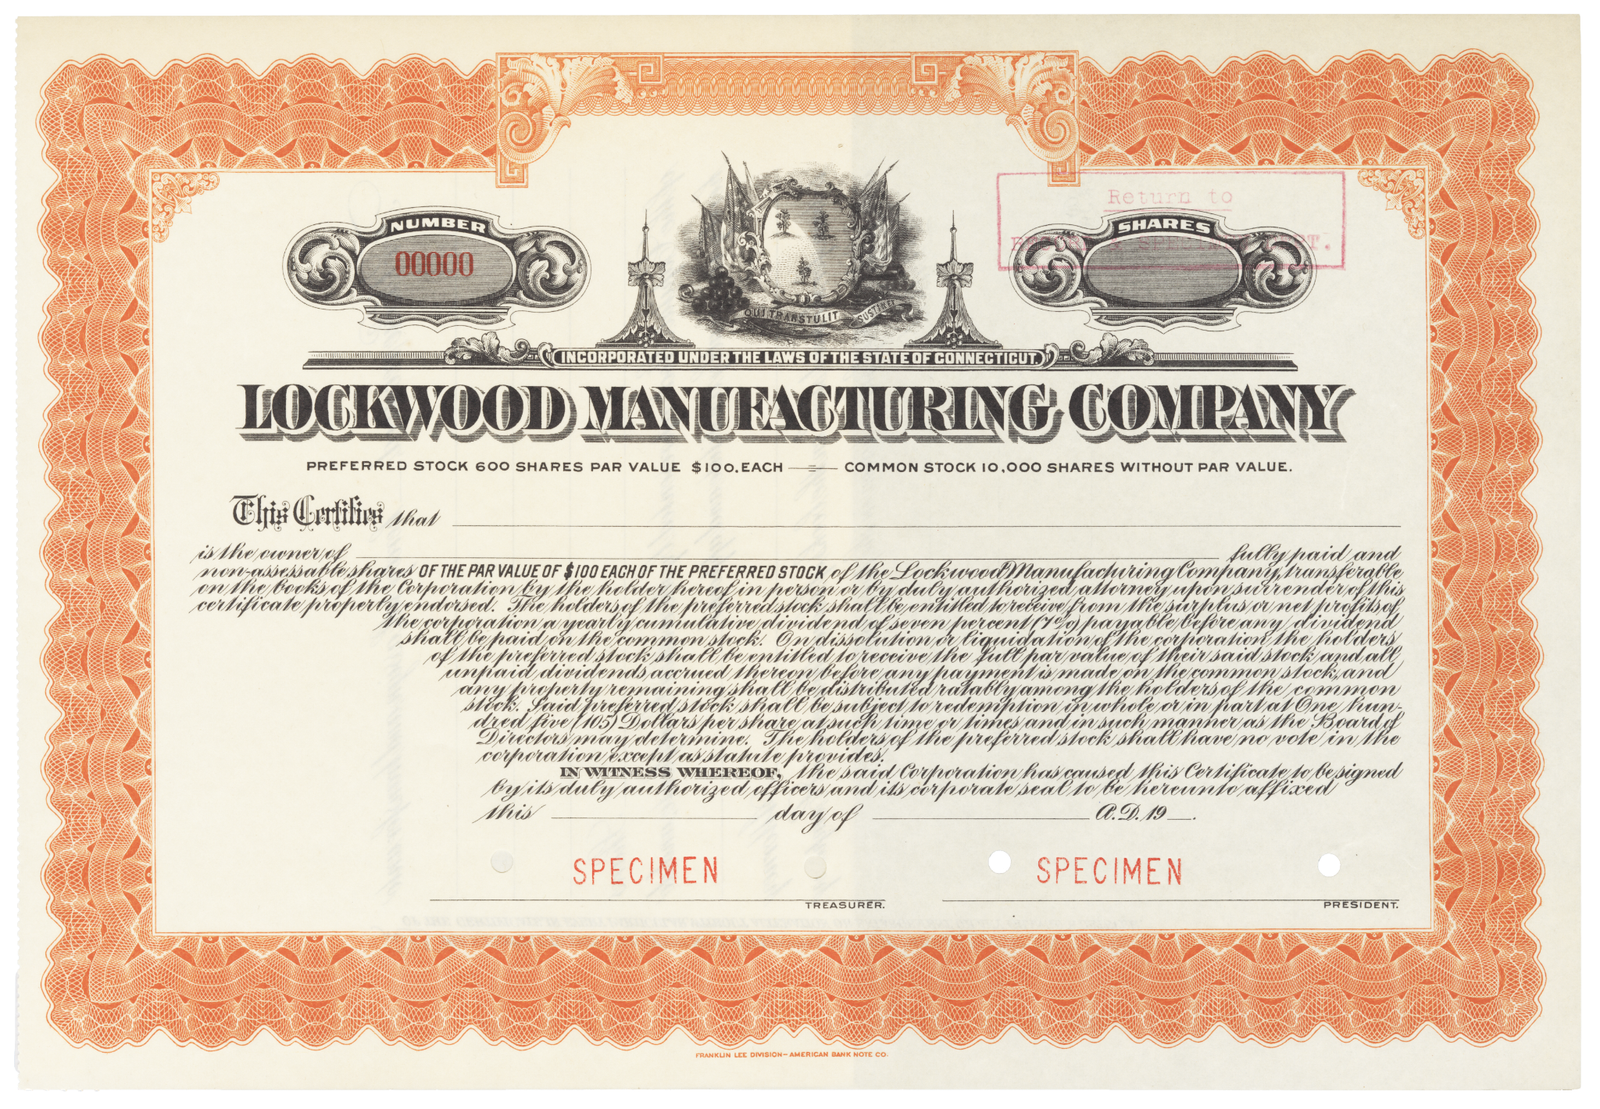 Return to
NUMBER
00000
SHARES
QUI TRANSTULIT SUSTINET
INCORPORATED UNDER THE LAWS OF THE STATE OF CONNECTICUT.
LOCKWOOD MANUFACTURING COMPANY
PREFERRED STOCK 600 SHARES PAR VALUE $100. EACH — COMMON STOCK 10,000 SHARES WITHOUT PAR VALUE.
This Certifies that
is the owner of fully paid and
non-assessable shares OF THE PAR VALUE OF $100 EACH OF THE PREFERRED STOCK of the Lockwood Manufacturing Company, transferable
on the books of the Corporation by the holder hereof in person or by duly authorized attorney upon surrender of this
certificate properly endorsed. The holders of the preferred stock shall be entitled to receive from the surplus or net profits of
the corporation a yearly cumulative dividend of seven percent (7%) payable before any dividend
shall be paid on the common stock. On dissolution or liquidation of the corporation the holders
of the preferred stock shall be entitled to receive the full par value of their said stock and all
unpaid dividends accrued thereon before any payment is made on the common stock, and
any property remaining shall be distributed ratably among the holders of the common
stock. Said preferred stock shall be subject to redemption in whole or in part at One hun-
dred five (105) Dollars per share at such time or times and in such manner as the Board of
Directors may determine. The holders of the preferred stock shall have no vote in the
corporation except as statute provides.
IN WITNESS WHEREOF, the said Corporation has caused this Certificate to be signed
by its duly authorized officers and its corporate seal to be hereunto affixed
this day of A.D. 19 .
SPECIMEN SPECIMEN
TREASURER. PRESIDENT.
FRANKLIN LEE DIVISION—AMERICAN BANK NOTE CO.